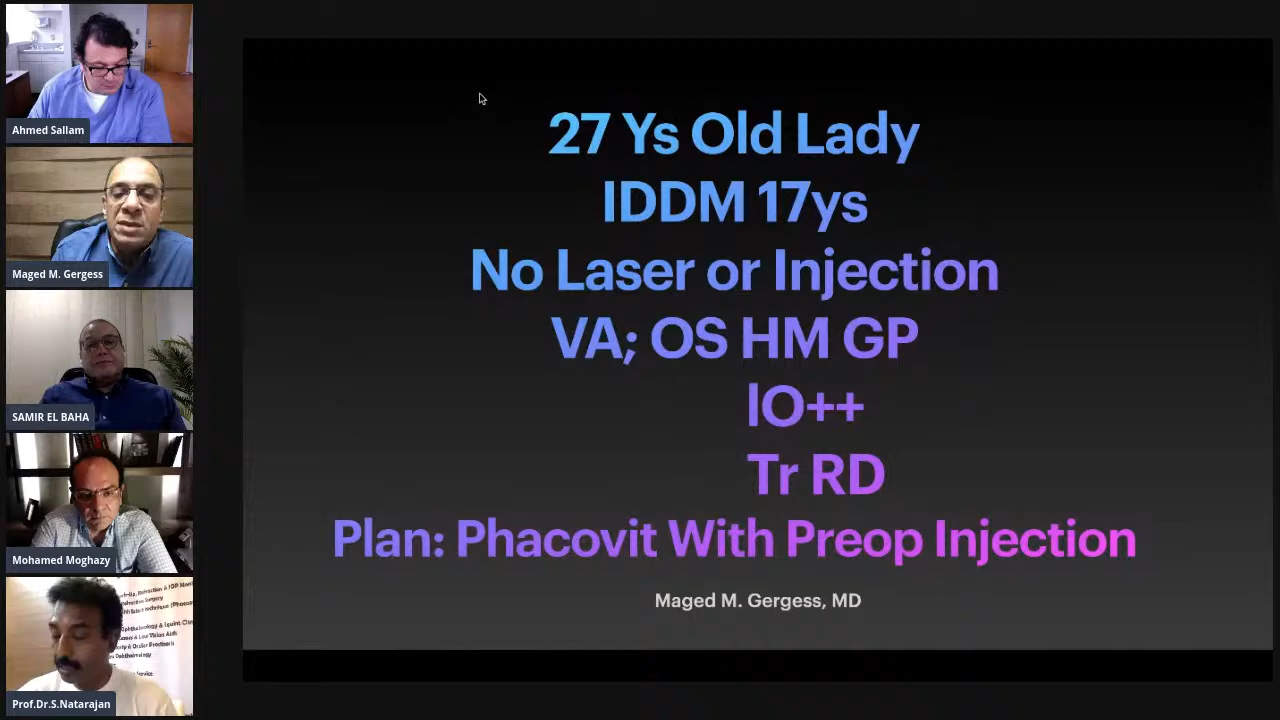 Ahmed Sallam
Maged M. Gergess
SAMIR EL BAHA
Mohamed Moghazy
Prof.Dr.S.Natarajan
27 Ys Old Lady
IDDM 17ys
No Laser or Injection
VA; OS HM GP
IO++
Tr RD
Plan: Phacovit With Preop Injection
Maged M. Gergess, MD